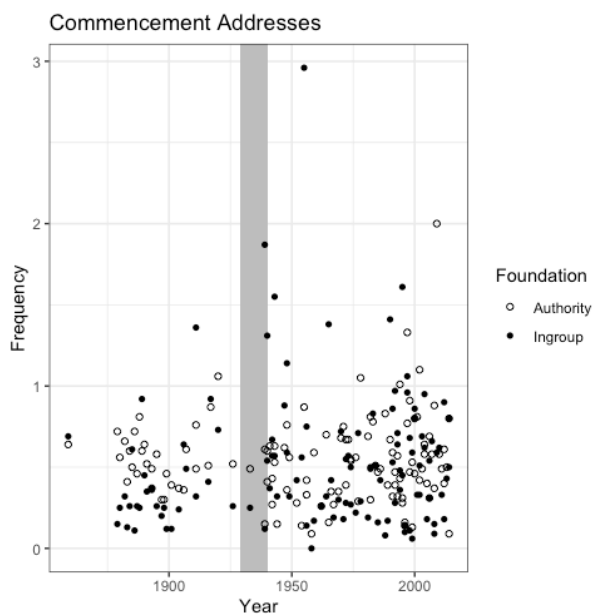 Commencement Addresses
3
2
1
0
Frequency
1900
1950
2000
Year
Foundation
Authority
Ingroup